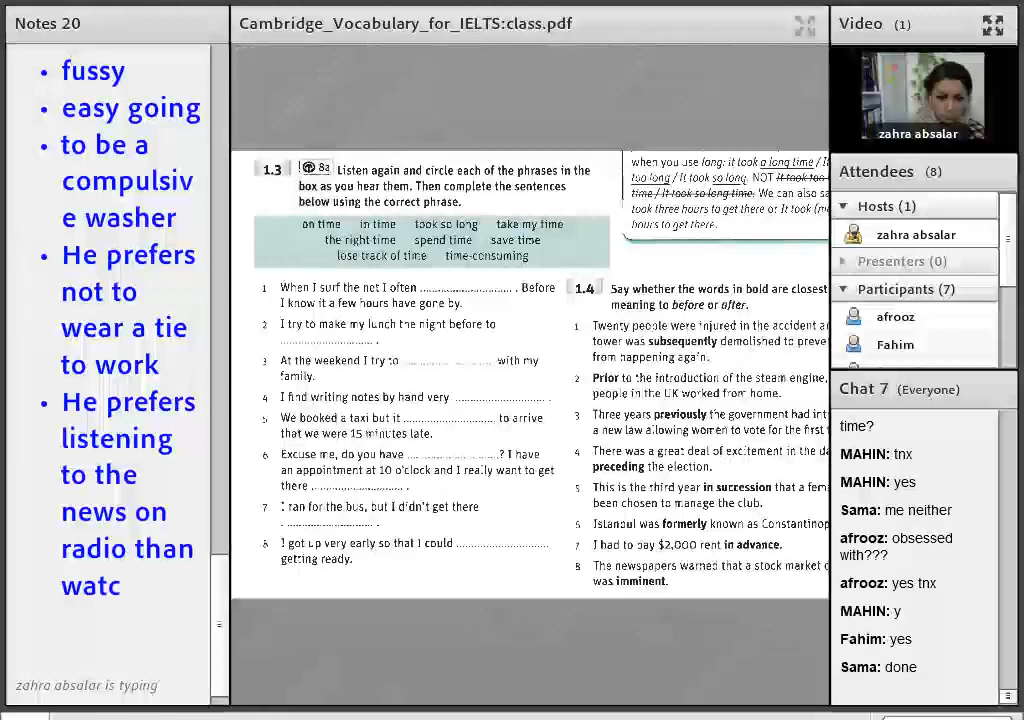 Notes 20
• fussy
• easy going
• to be a
compulsiv
e washer
• He prefers
not to
wear a tie
to work
• He prefers
listening
to the
news on
radio than
watc
zahra absalar is typing
Cambridge_Vocabulary_for_IELTS:class.pdf
1.3 Listen again and circle each of the phrases in the
box as you hear them. Then complete the sentences
below using the correct phrase.
on time in time took so long take my time
the right time spend time save time
lose track of time time-consuming
1 When I surf the net I often .............................. . Before
I know it a few hours have gone by.
2 I try to make my lunch the night before to
.............................. .
3 At the weekend I try to .............................. with my
family.
4 I find writing notes by hand very .............................. .
5 We booked a taxi but it .............................. to arrive
that we were 15 minutes late.
6 Excuse me, do you have ..............................? I have
an appointment at 10 o'clock and I really want to get
there .............................. .
7 I ran for the bus, but I didn't get there
.............................. .
8 I got up very early so that I could ..............................
getting ready.
when you use long: it took a long time / I
too long / It took so long. NOT it took too
time / It took so long time. We can also sa
took three hours to get there or It took (me
hours to get there.
1.4 Say whether the words in bold are closest
meaning to before or after.
1 Twenty people were injured in the accident a
tower was subsequently demolished to preve
from happening again.
2 Prior to the introduction of the steam engine,
people in the UK worked from home.
3 Three years previously the government had int
a new law allowing women to vote for the first
4 There was a great deal of excitement in the da
preceding the election.
5 This is the third year in succession that a fem
been chosen to manage the club.
6 Istanbul was formerly known as Constantinop
7 I had to pay $2,000 rent in advance.
8 The newspapers warned that a stock market c
was imminent.
Video (1)
zahra absalar
Attendees (8)
Hosts (1)
zahra absalar
Presenters (0)
Participants (7)
afrooz
Fahim
Chat 7 (Everyone)
time?
MAHIN: tnx
MAHIN: yes
Sama: me neither
afrooz: obsessed
with???
afrooz: yes tnx
MAHIN: y
Fahim: yes
Sama: done